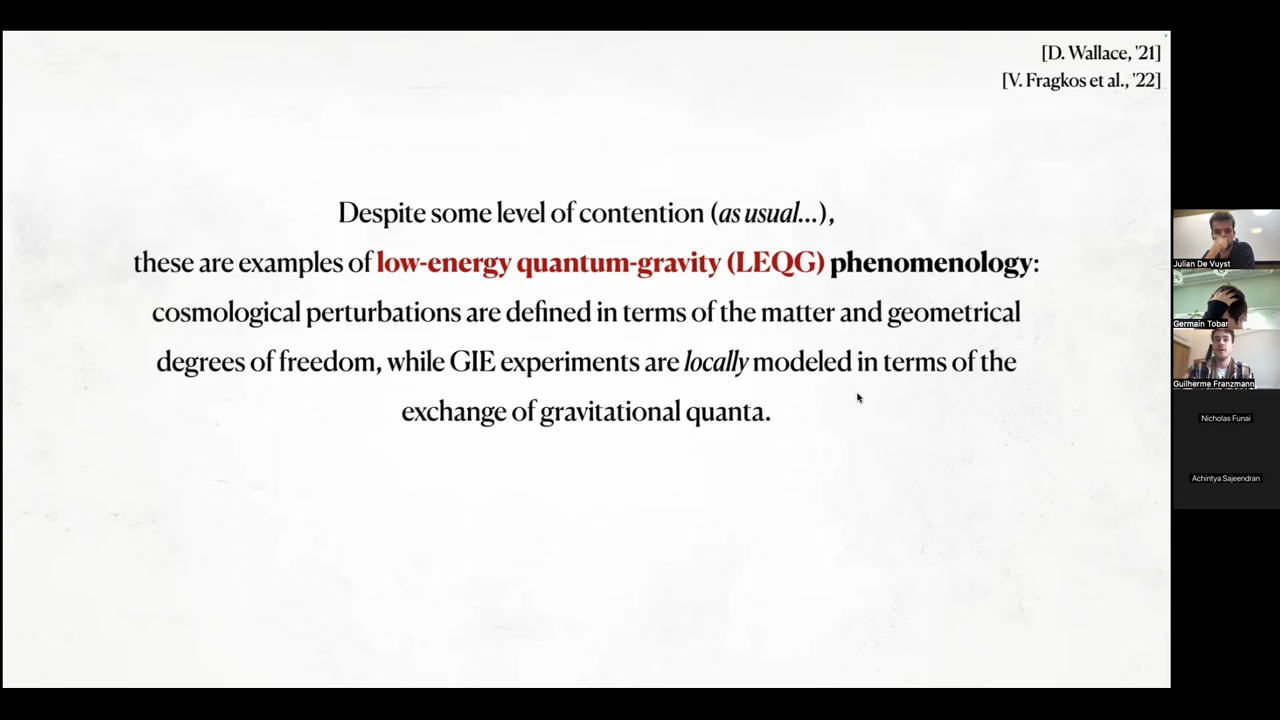 [D. Wallace, '21]
[V. Fragkos et al., '22]
Despite some level of contention (as usual...),
these are examples of low-energy quantum-gravity (LEQG) phenomenology:
cosmological perturbations are defined in terms of the matter and geometrical
degrees of freedom, while GIE experiments are locally modeled in terms of the
exchange of gravitational quanta.
Julian De Vuyst
Germain Tobar
Guilherme Franzmann
Nicholas Funai
Achintya Sajeendran